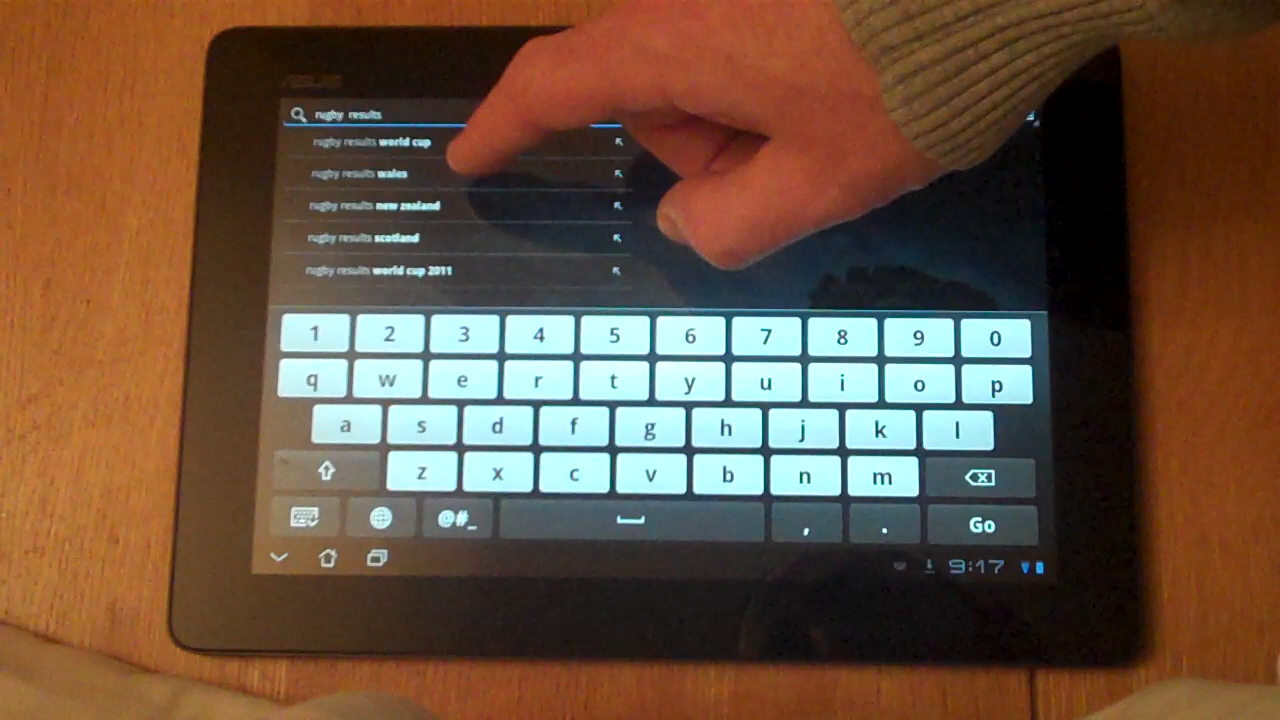 ASUS
rugby results
rugby results world cup
rugby results wales
rugby results new zealand
rugby results scotland
rugby results world cup 2011
1 2 3 4 5 6 7 8 9 0
q w e r t y u i o p
a s d f g h j k l
z x c v b n m
@#_ , . Go
9:17